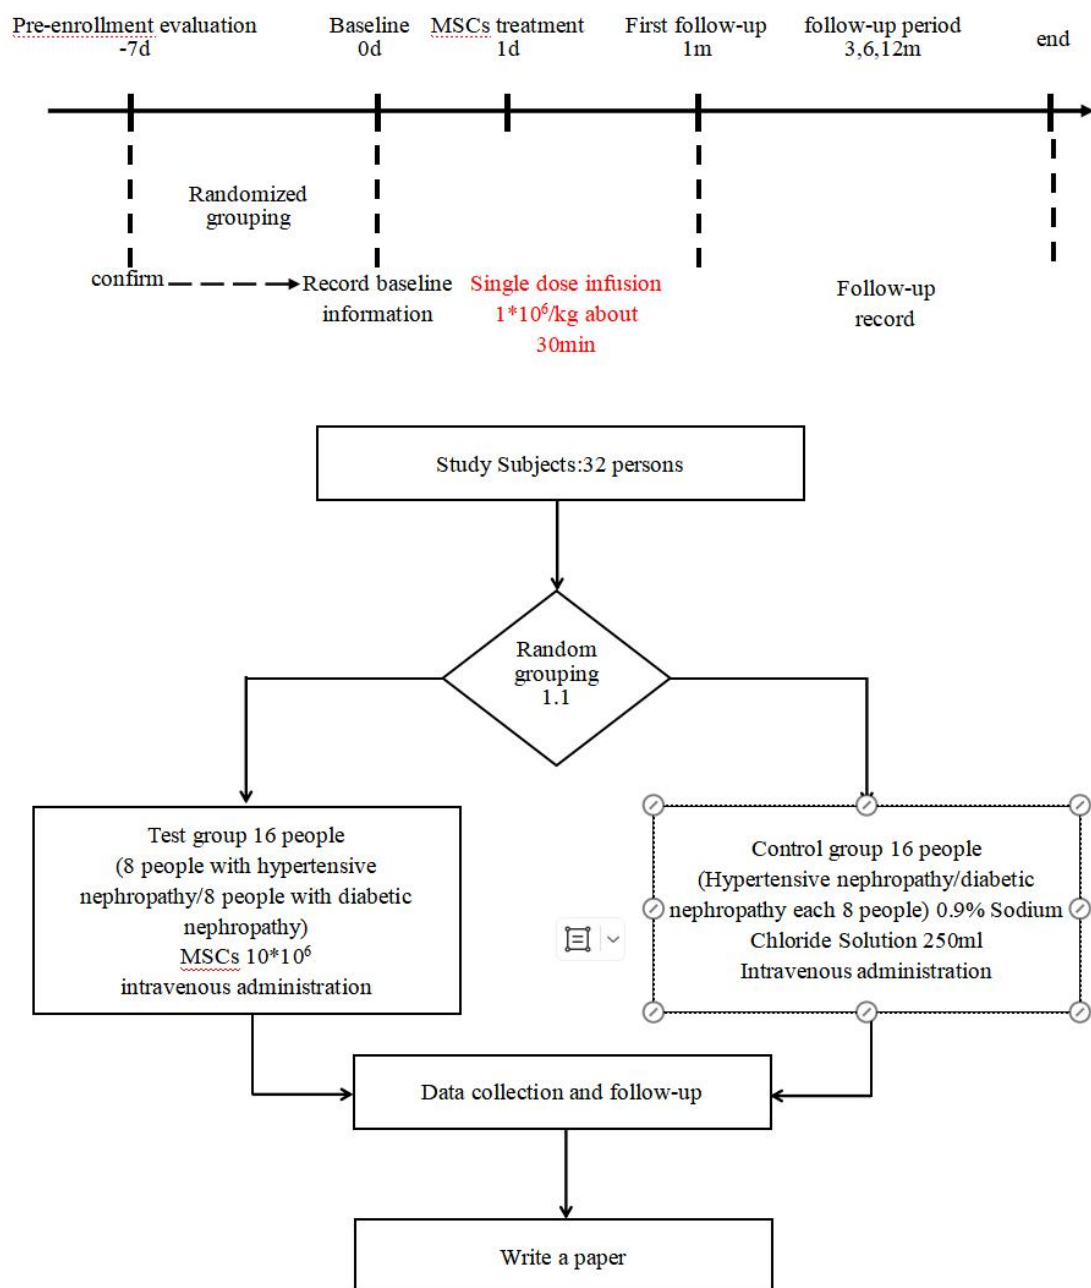 Pre-enrollment evaluation
-7d
Baseline
0d
MSCs treatment
1d
First follow-up
1m
follow-up period
3,6,12m
end
Randomized
grouping
confirm
Record baseline
information
Single dose infusion
1*10⁶/kg about
30min
Follow-up
record
Study Subjects:32 persons
Random
grouping
1.1
Test group 16 people
(8 people with hypertensive
nephropathy/8 people with diabetic
nephropathy)
MSCs 10*10⁶
intravenous administration
Control group 16 people
(Hypertensive nephropathy/diabetic
nephropathy each 8 people) 0.9% Sodium
Chloride Solution 250ml
Intravenous administration
Data collection and follow-up
Write a paper